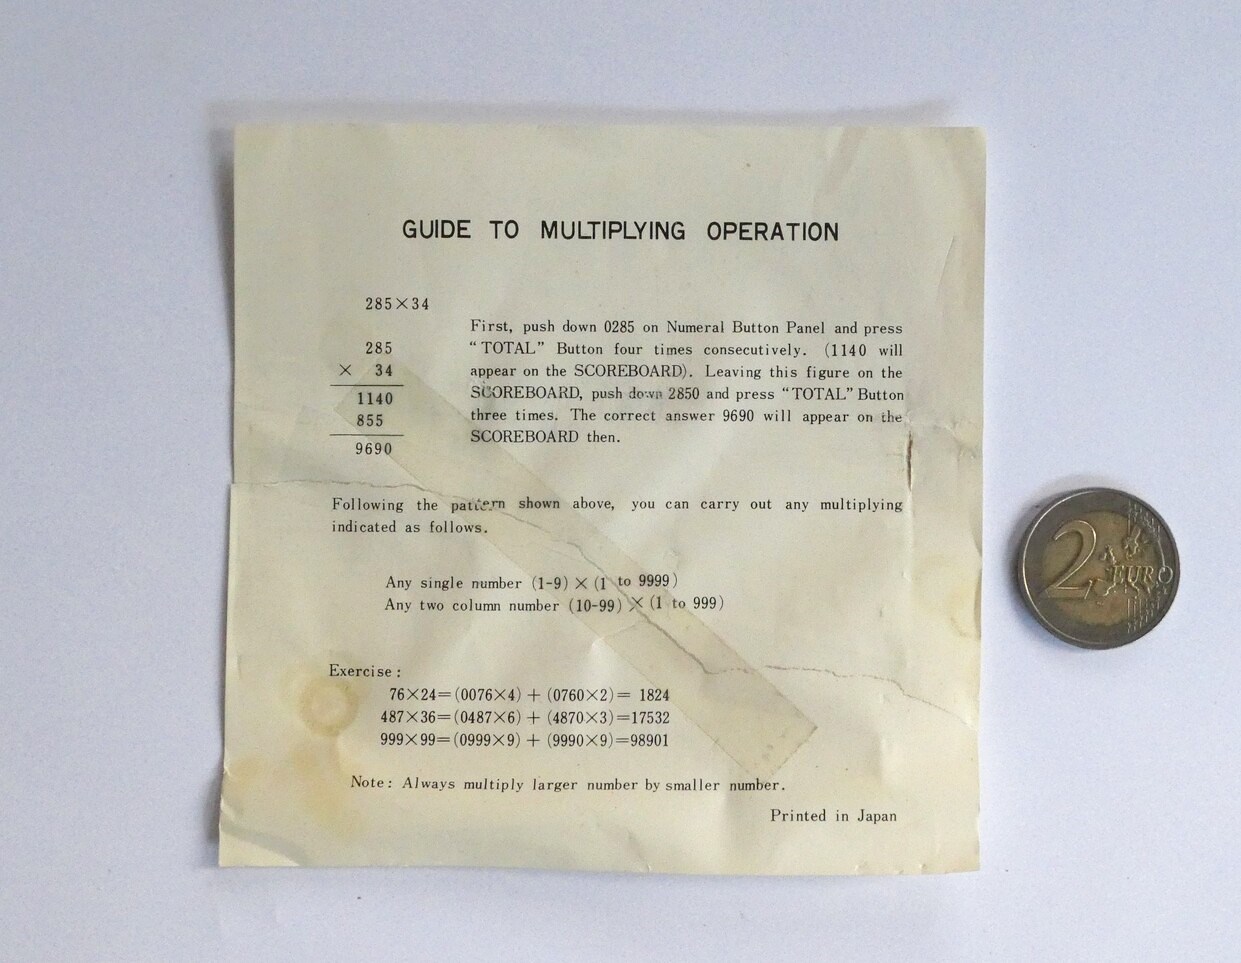 GUIDE TO MULTIPLYING OPERATION
285×34
285
× 34
1140
855
9690
First, push down 0285 on Numeral Button Panel and press
"TOTAL" Button four times consecutively. (1140 will
appear on the SCOREBOARD). Leaving this figure on the
SCOREBOARD, push down 2850 and press "TOTAL" Button
three times. The correct answer 9690 will appear on the
SCOREBOARD then.
Following the pattern shown above, you can carry out any multiplying
indicated as follows.
Any single number (1-9) × (1 to 9999)
Any two column number (10-99) × (1 to 999)
Exercise:
76×24=(0076×4) + (0760×2)= 1824
487×36=(0487×6) + (4870×3)=17532
999×99=(0999×9) + (9990×9)=98901
Note: Always multiply larger number by smaller number.
Printed in Japan
2 EURO